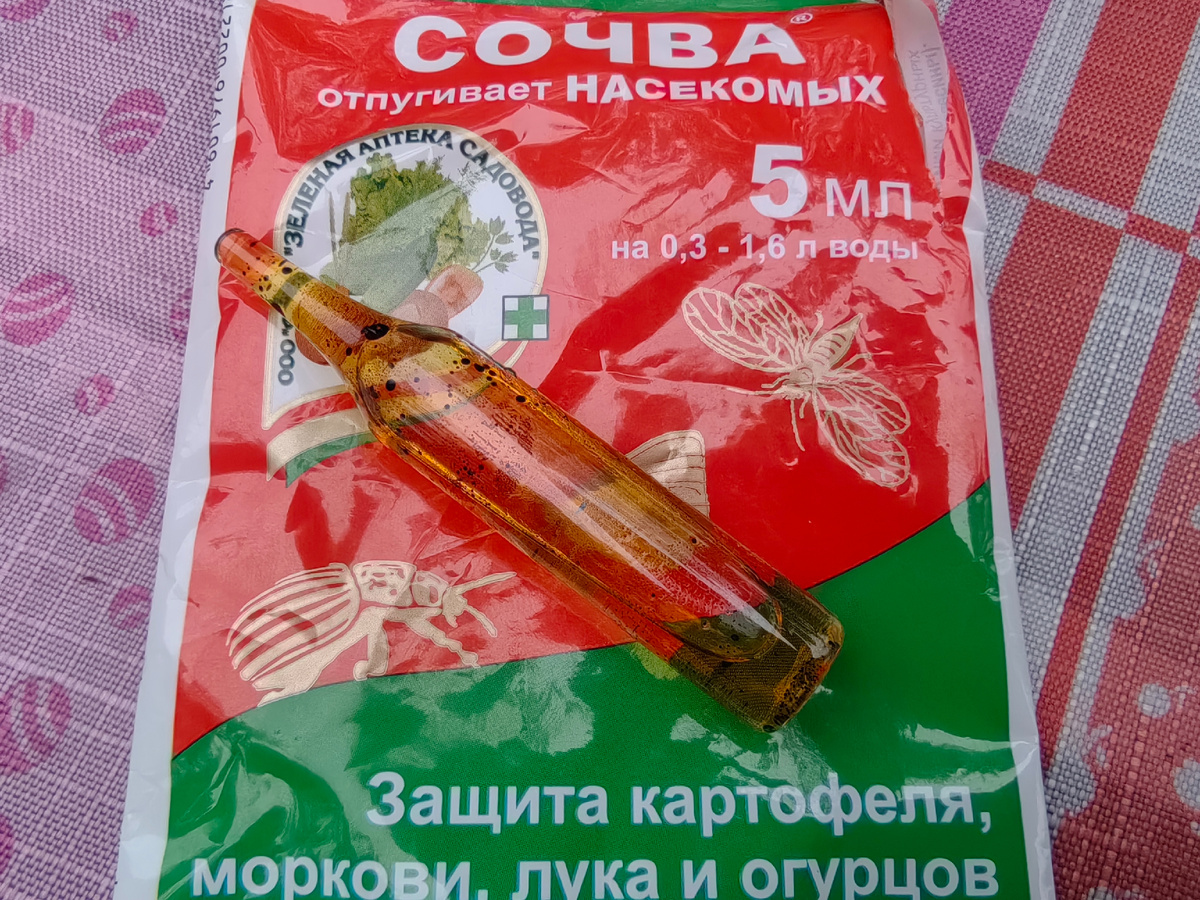 СОЧВА®
отпугивает НАСЕКОМЫХ
ООО "ЗЕЛЕНАЯ АПТЕКА САДОВОДА"
5 мл
на 0,3 - 1,6 л воды
Защита картофеля,
моркови, лука и огурцов